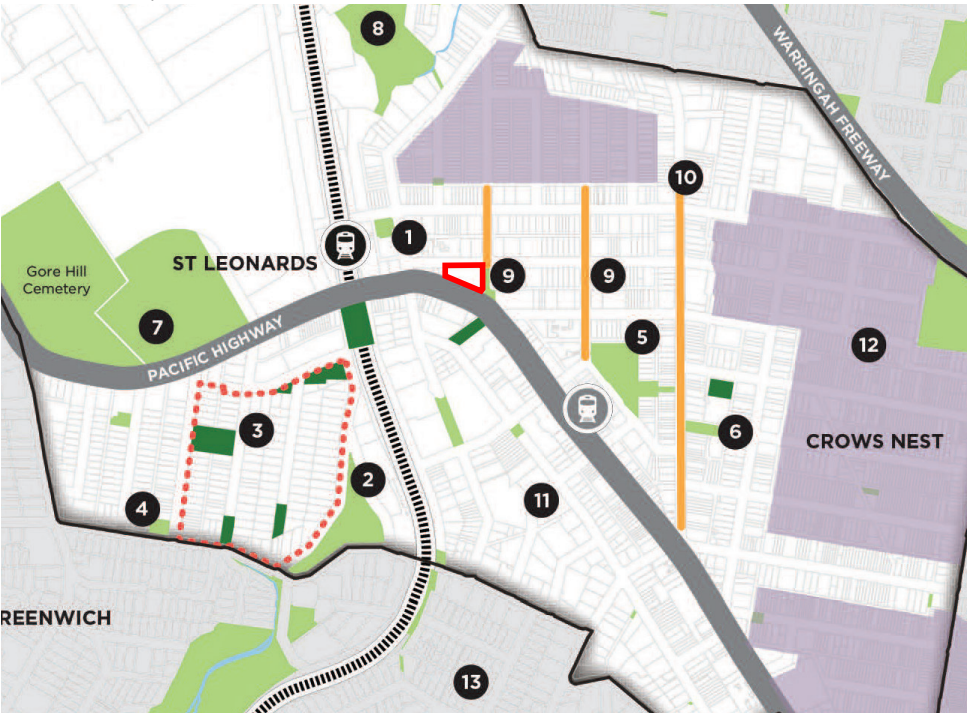 8
WARRINGAH FREEWAY
10
1
ST LEONARDS
Gore Hill
Cemetery
9
9
7
PACIFIC HIGHWAY
5
12
3
6
CROWS NEST
2
4
11
REENWICH
13